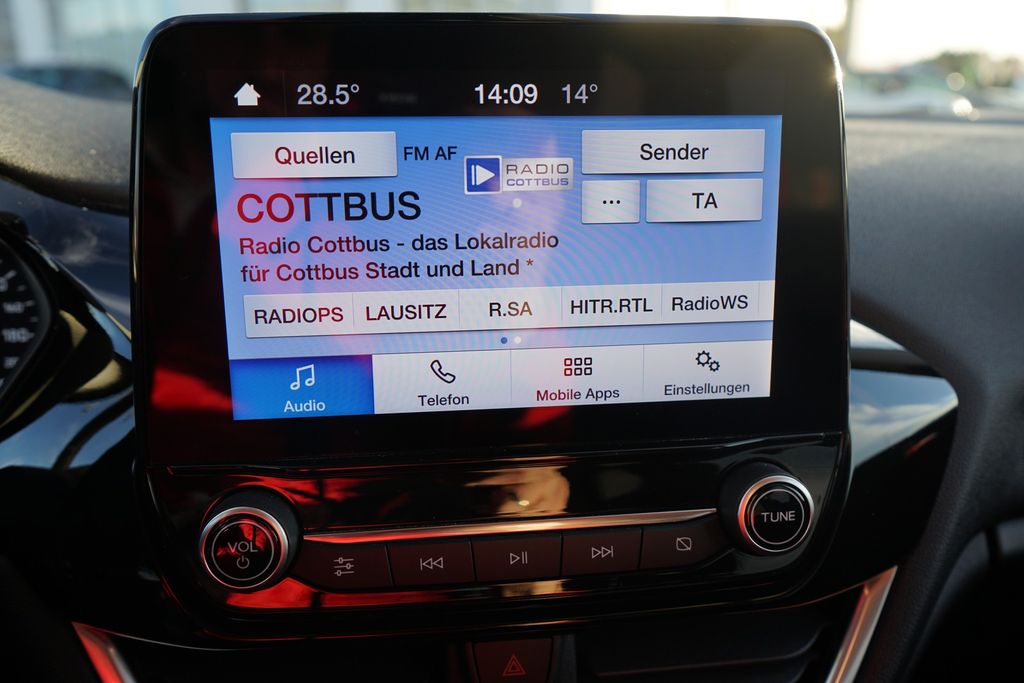 28.5° 14:09 14°
Quellen FM AF RADIO COTTBUS Sender
... TA
COTTBUS
Radio Cottbus - das Lokalradio
für Cottbus Stadt und Land *
RADIOPS LAUSITZ R.SA HITR.RTL RadioWS
Audio Telefon Mobile Apps Einstellungen
VOL TUNE